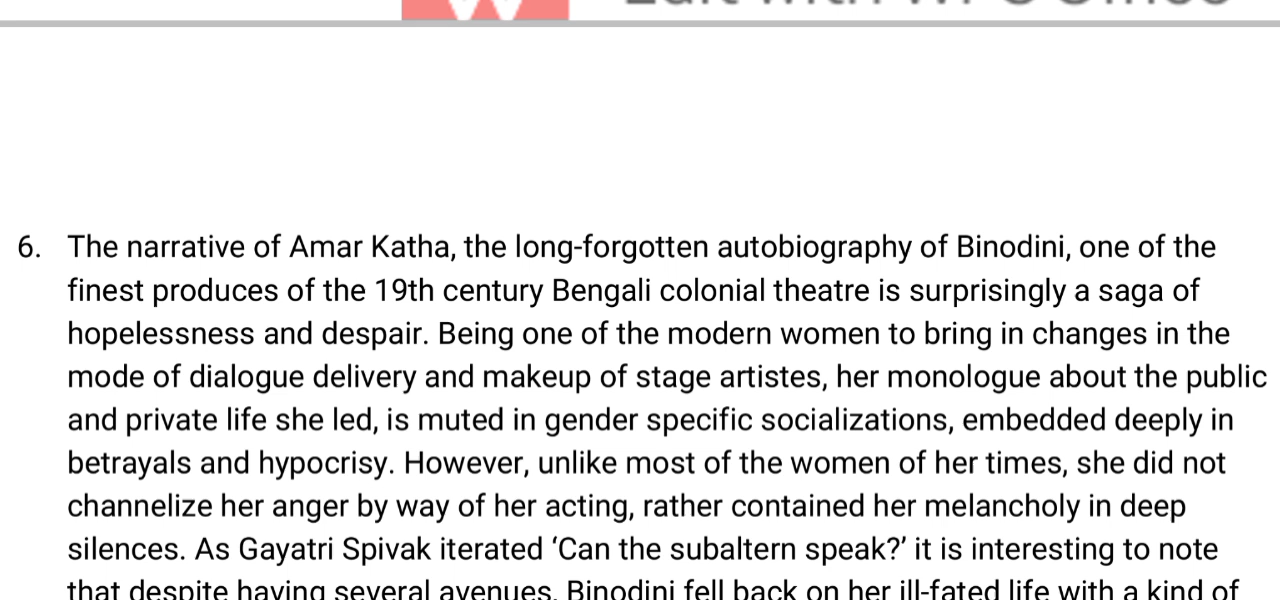 6. The narrative of Amar Katha, the long-forgotten autobiography of Binodini, one of the
finest produces of the 19th century Bengali colonial theatre is surprisingly a saga of
hopelessness and despair. Being one of the modern women to bring in changes in the
mode of dialogue delivery and makeup of stage artistes, her monologue about the public
and private life she led, is muted in gender specific socializations, embedded deeply in
betrayals and hypocrisy. However, unlike most of the women of her times, she did not
channelize her anger by way of her acting, rather contained her melancholy in deep
silences. As Gayatri Spivak iterated ‘Can the subaltern speak?’ it is interesting to note
that despite having several avenues, Binodini fell back on her ill-fated life with a kind of